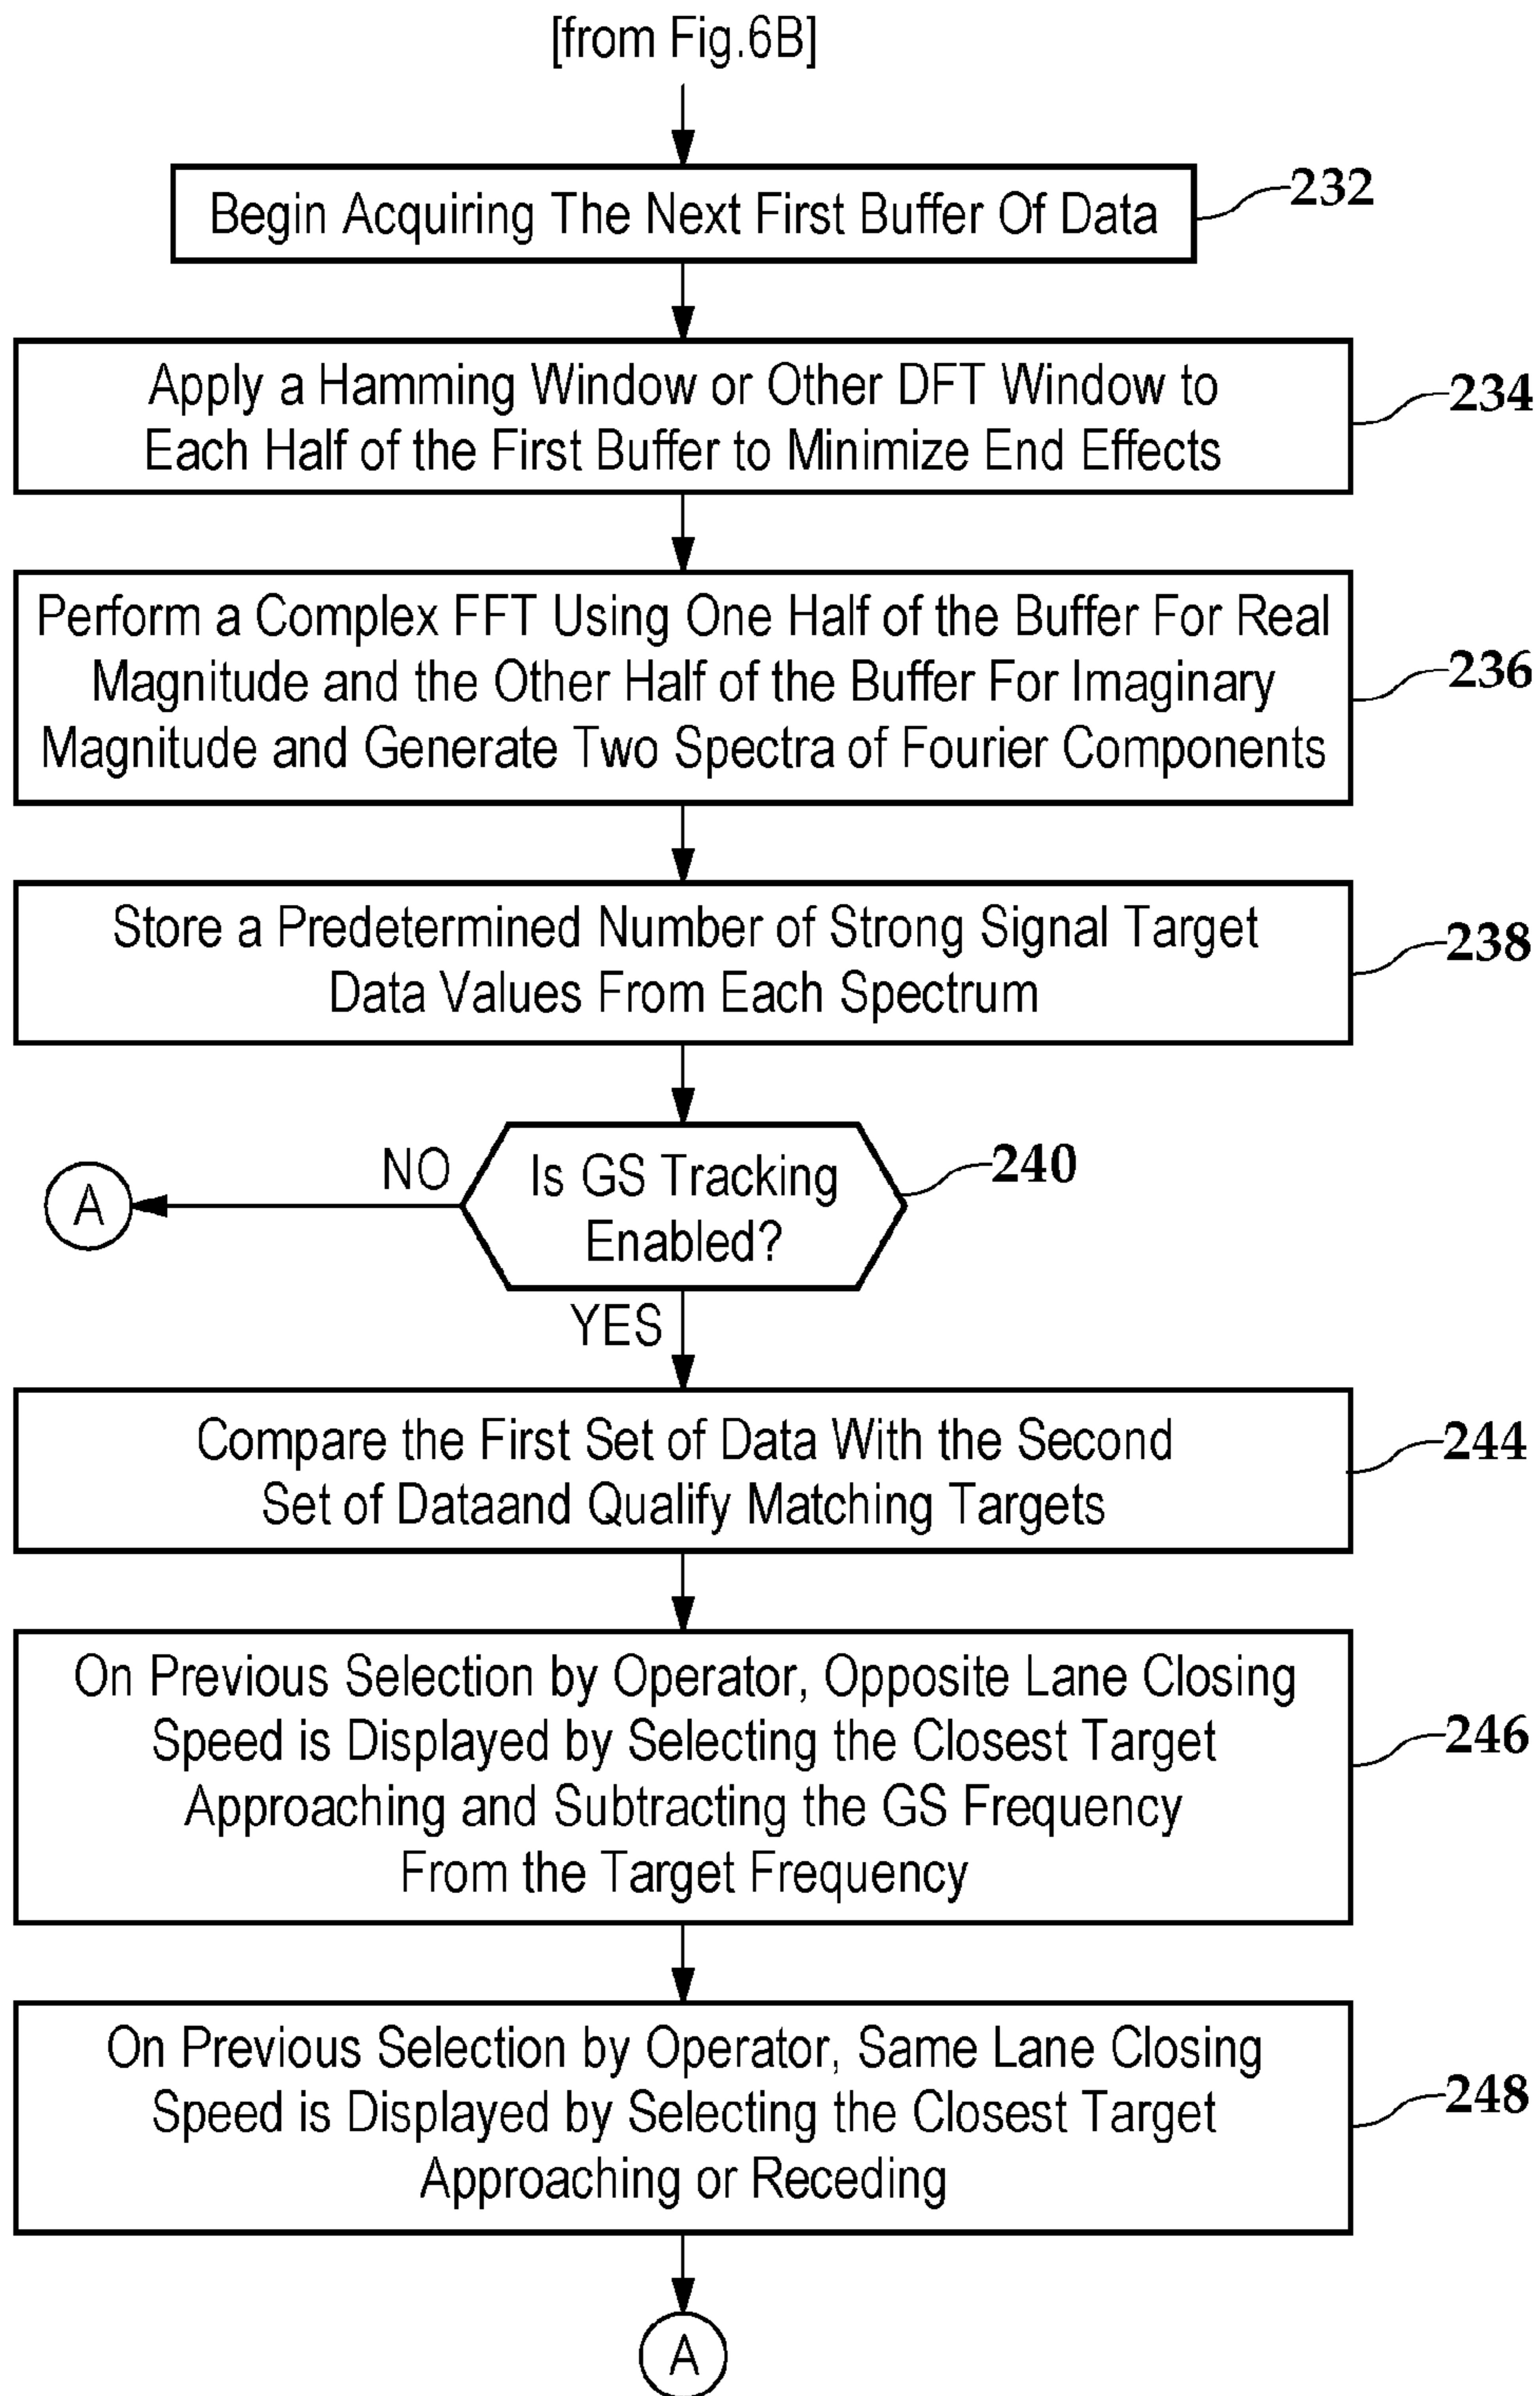 [from Fig.6B]
Begin Acquiring The Next First Buffer Of Data
232
Apply a Hamming Window or Other DFT Window to
Each Half of the First Buffer to Minimize End Effects
234
Perform a Complex FFT Using One Half of the Buffer For Real
Magnitude and the Other Half of the Buffer For Imaginary
Magnitude and Generate Two Spectra of Fourier Components
236
Store a Predetermined Number of Strong Signal Target
Data Values From Each Spectrum
238
Is GS Tracking
Enabled?
240
NO
A
YES
Compare the First Set of Data With the Second
Set of Dataand Qualify Matching Targets
244
On Previous Selection by Operator, Opposite Lane Closing
Speed is Displayed by Selecting the Closest Target
Approaching and Subtracting the GS Frequency
From the Target Frequency
246
On Previous Selection by Operator, Same Lane Closing
Speed is Displayed by Selecting the Closest Target
Approaching or Receding
248
A